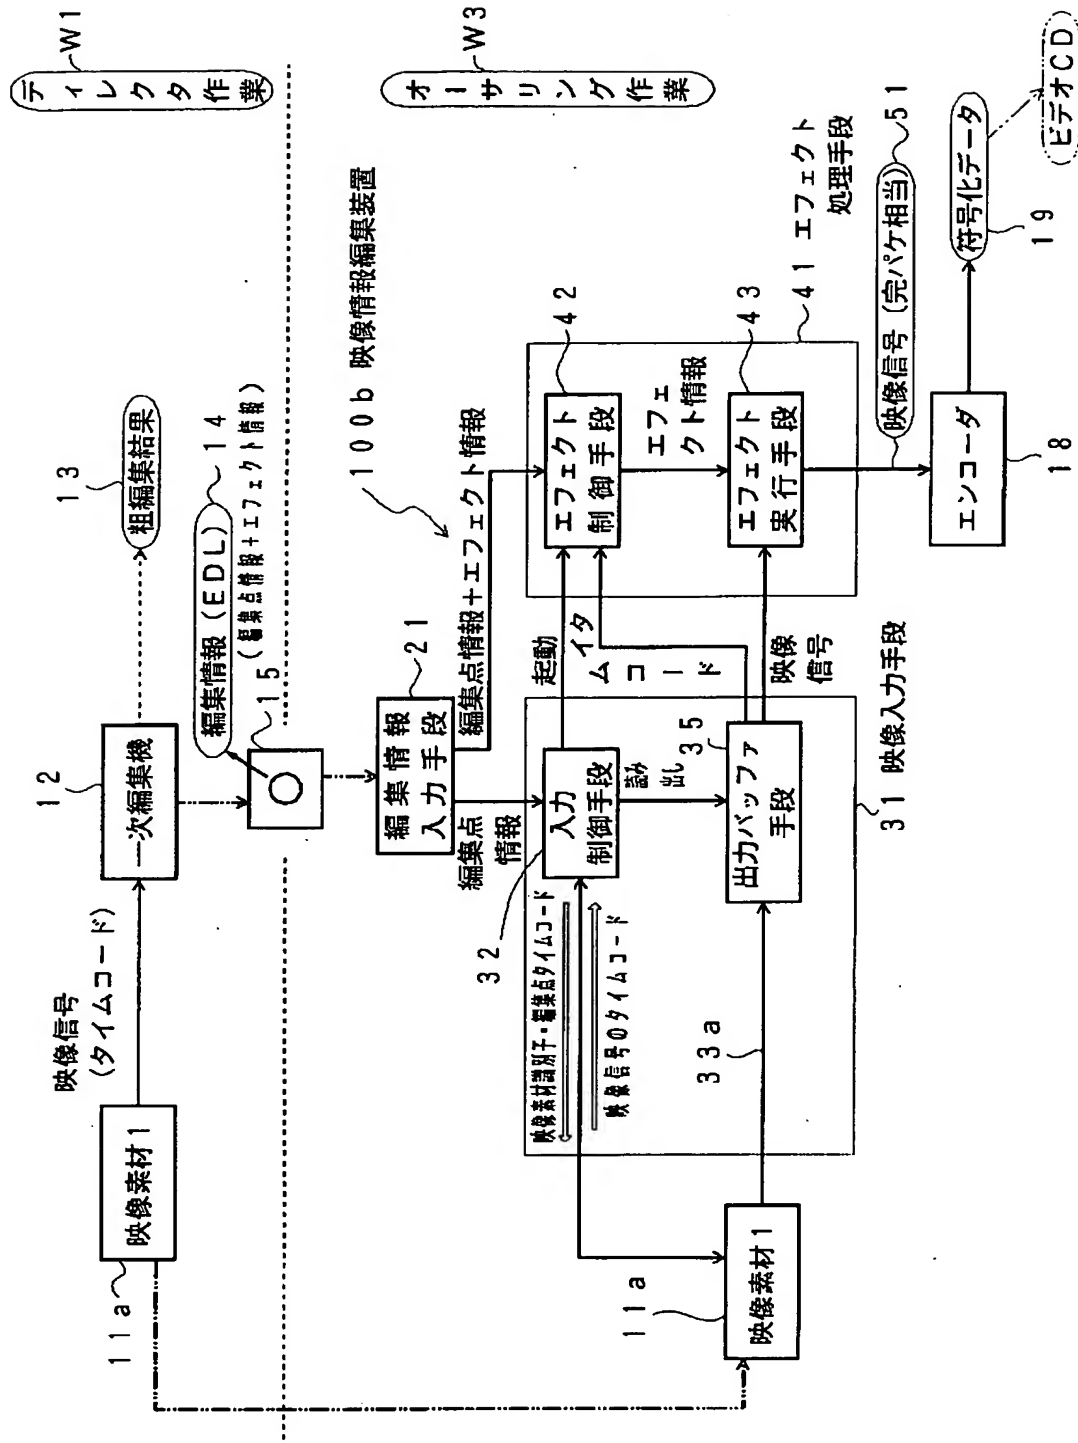 ディレクタ作業
W1
映像素材1
11a
映像信号
(タイムコード)
一次編集機
12
粗編集結果
13
編集情報(EDL)
14
(編集点情報+エフェクト情報)
15
オーサリング作業
W3
100b 映像情報編集装置
編集情報
入力手段
21
編集点
情報
編集点情報+エフェクト情報
入力
制御手段
32
映像素材識別子・編集点タイムコード
映像信号のタイムコード
読み
出し
起動
タイ
ムコード
エフェクト
制御手段
42
エフェ
クト情報
映像素材1
11a
33a
出力バッファ
手段
35
映像
信号
エフェクト
実行手段
43
31 映像入力手段
41 エフェクト
処理手段
映像信号(完パケ相当)
51
エンコーダ
18
符号化データ
19
ビデオCD